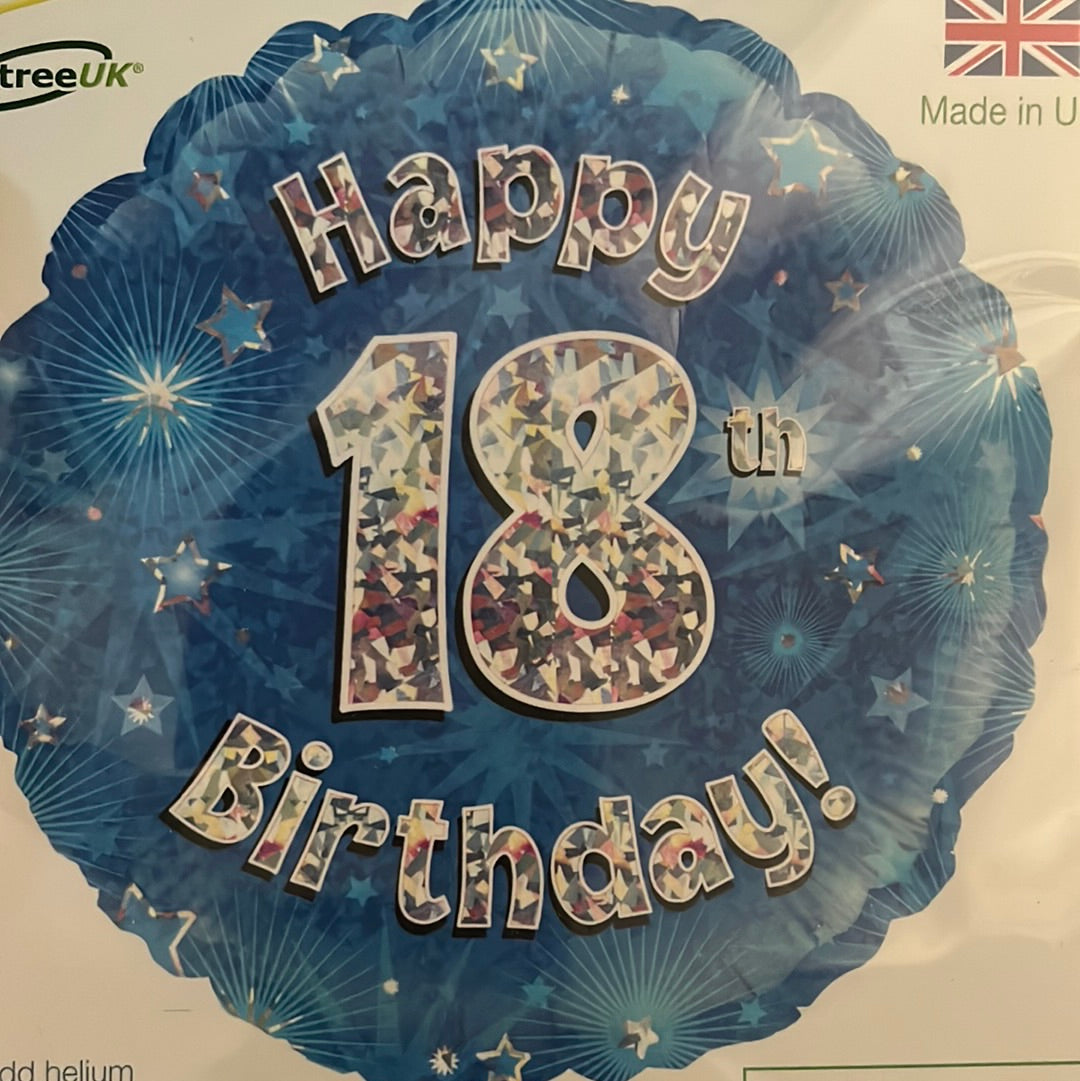 treeUK®
Made in U
Happy
18th
Birthday!
dd helium